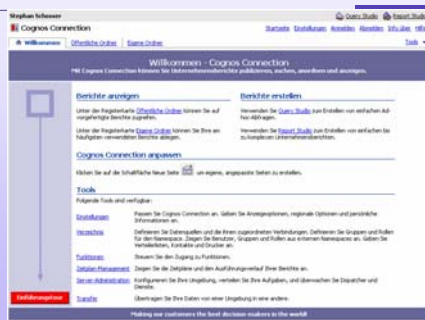 Stephan Schoneer
Query Studio Report Studio
Cognos Connection
Startseite Einstellungen Anmelden Abmelden Info über Hilfe
Willkommen Öffentliche Ordner Eigene Ordner
Tools
Willkommen - Cognos Connection
Mit Cognos Connection können Sie Unternehmensberichte publizieren, suchen, anordnen und anzeigen.
Berichte anzeigen
Unter der Registerkarte Öffentliche Ordner können Sie auf
vorgefertigte Berichte zugreifen.
Unter der Registerkarte Eigene Ordner können Sie Ihre am
häufigsten verwendeten Berichte ablegen.
Berichte erstellen
Verwenden Sie Query Studio zum Erstellen von einfachen Ad-
hoc-Abfragen.
Verwenden Sie Report Studio zum Erstellen von einfachen bis
zu komplexen Unternehmensberichten.
Cognos Connection anpassen
Klicken Sie auf die Schaltfläche Neue Seite um eigene, angepasste Seiten zu erstellen.
Tools
Folgende Tools sind verfügbar:
Einstellungen Passen Sie Cognos Connection an. Geben Sie Anzeigeoptionen, regionale Optionen und persönliche
Informationen an.
Verzeichnis Definieren Sie Datenquellen und die ihnen zugeordneten Verbindungen. Definieren Sie Gruppen und Rollen
für den Namespace. Zeigen Sie Benutzer, Gruppen und Rollen aus externen Namespaces an. Geben Sie
Verteilerlisten, Kontakte und Drucker an.
Funktionen Steuern Sie den Zugang zu Funktionen.
Zeitplan-Management Zeigen Sie die Zeitpläne und den Ausführungsverlauf Ihrer Berichte an.
Server-Administration Konfigurieren Sie Ihre Umgebung, verteilen Sie Ihre Aufgaben, und überwachen Sie Dispatcher und
Dienste.
Transfer Übertragen Sie Ihre Daten von einer Umgebung in eine andere.
Einführungstour
Making our customers the best decision-makers in the world